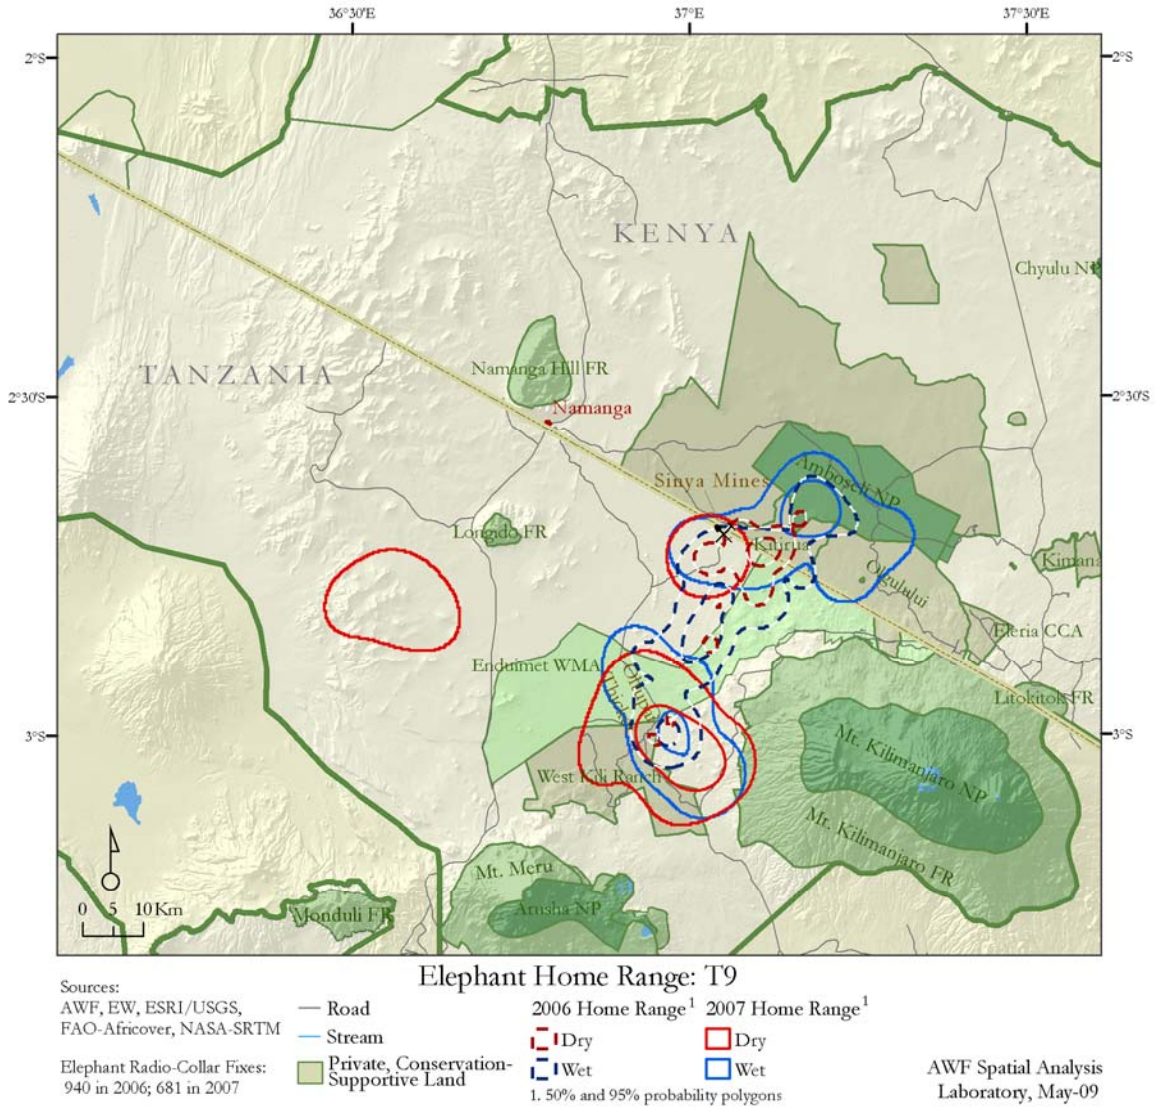 36°30'E 37°E 37°30'E
2°S 2°S
KENYA
Chyulu NP
Namanga Hill FR
TANZANIA
2°30'S 2°30'S
Namanga
Amboseli NP
Sinya Mines
Longido FR
Kitirua
Kimana
Olgulului
Eleria CCA
Enduimet WMA
Litokitok FR
3°S 3°S
Mt. Kilimanjaro NP
West Kili Ranch
Mt. Kilimanjaro FR
Mt. Meru
0 5 10 Km
Monduli FR
Arusha NP
Elephant Home Range: T9
Sources:
AWF, EW, ESRI/USGS,
FAO-Africover, NASA-SRTM
Elephant Radio-Collar Fixes:
940 in 2006; 681 in 2007
Road
Stream
Private, Conservation-
Supportive Land
2006 Home Range1
Dry
Wet
2007 Home Range1
Dry
Wet
1. 50% and 95% probability polygons
AWF Spatial Analysis
Laboratory, May-09